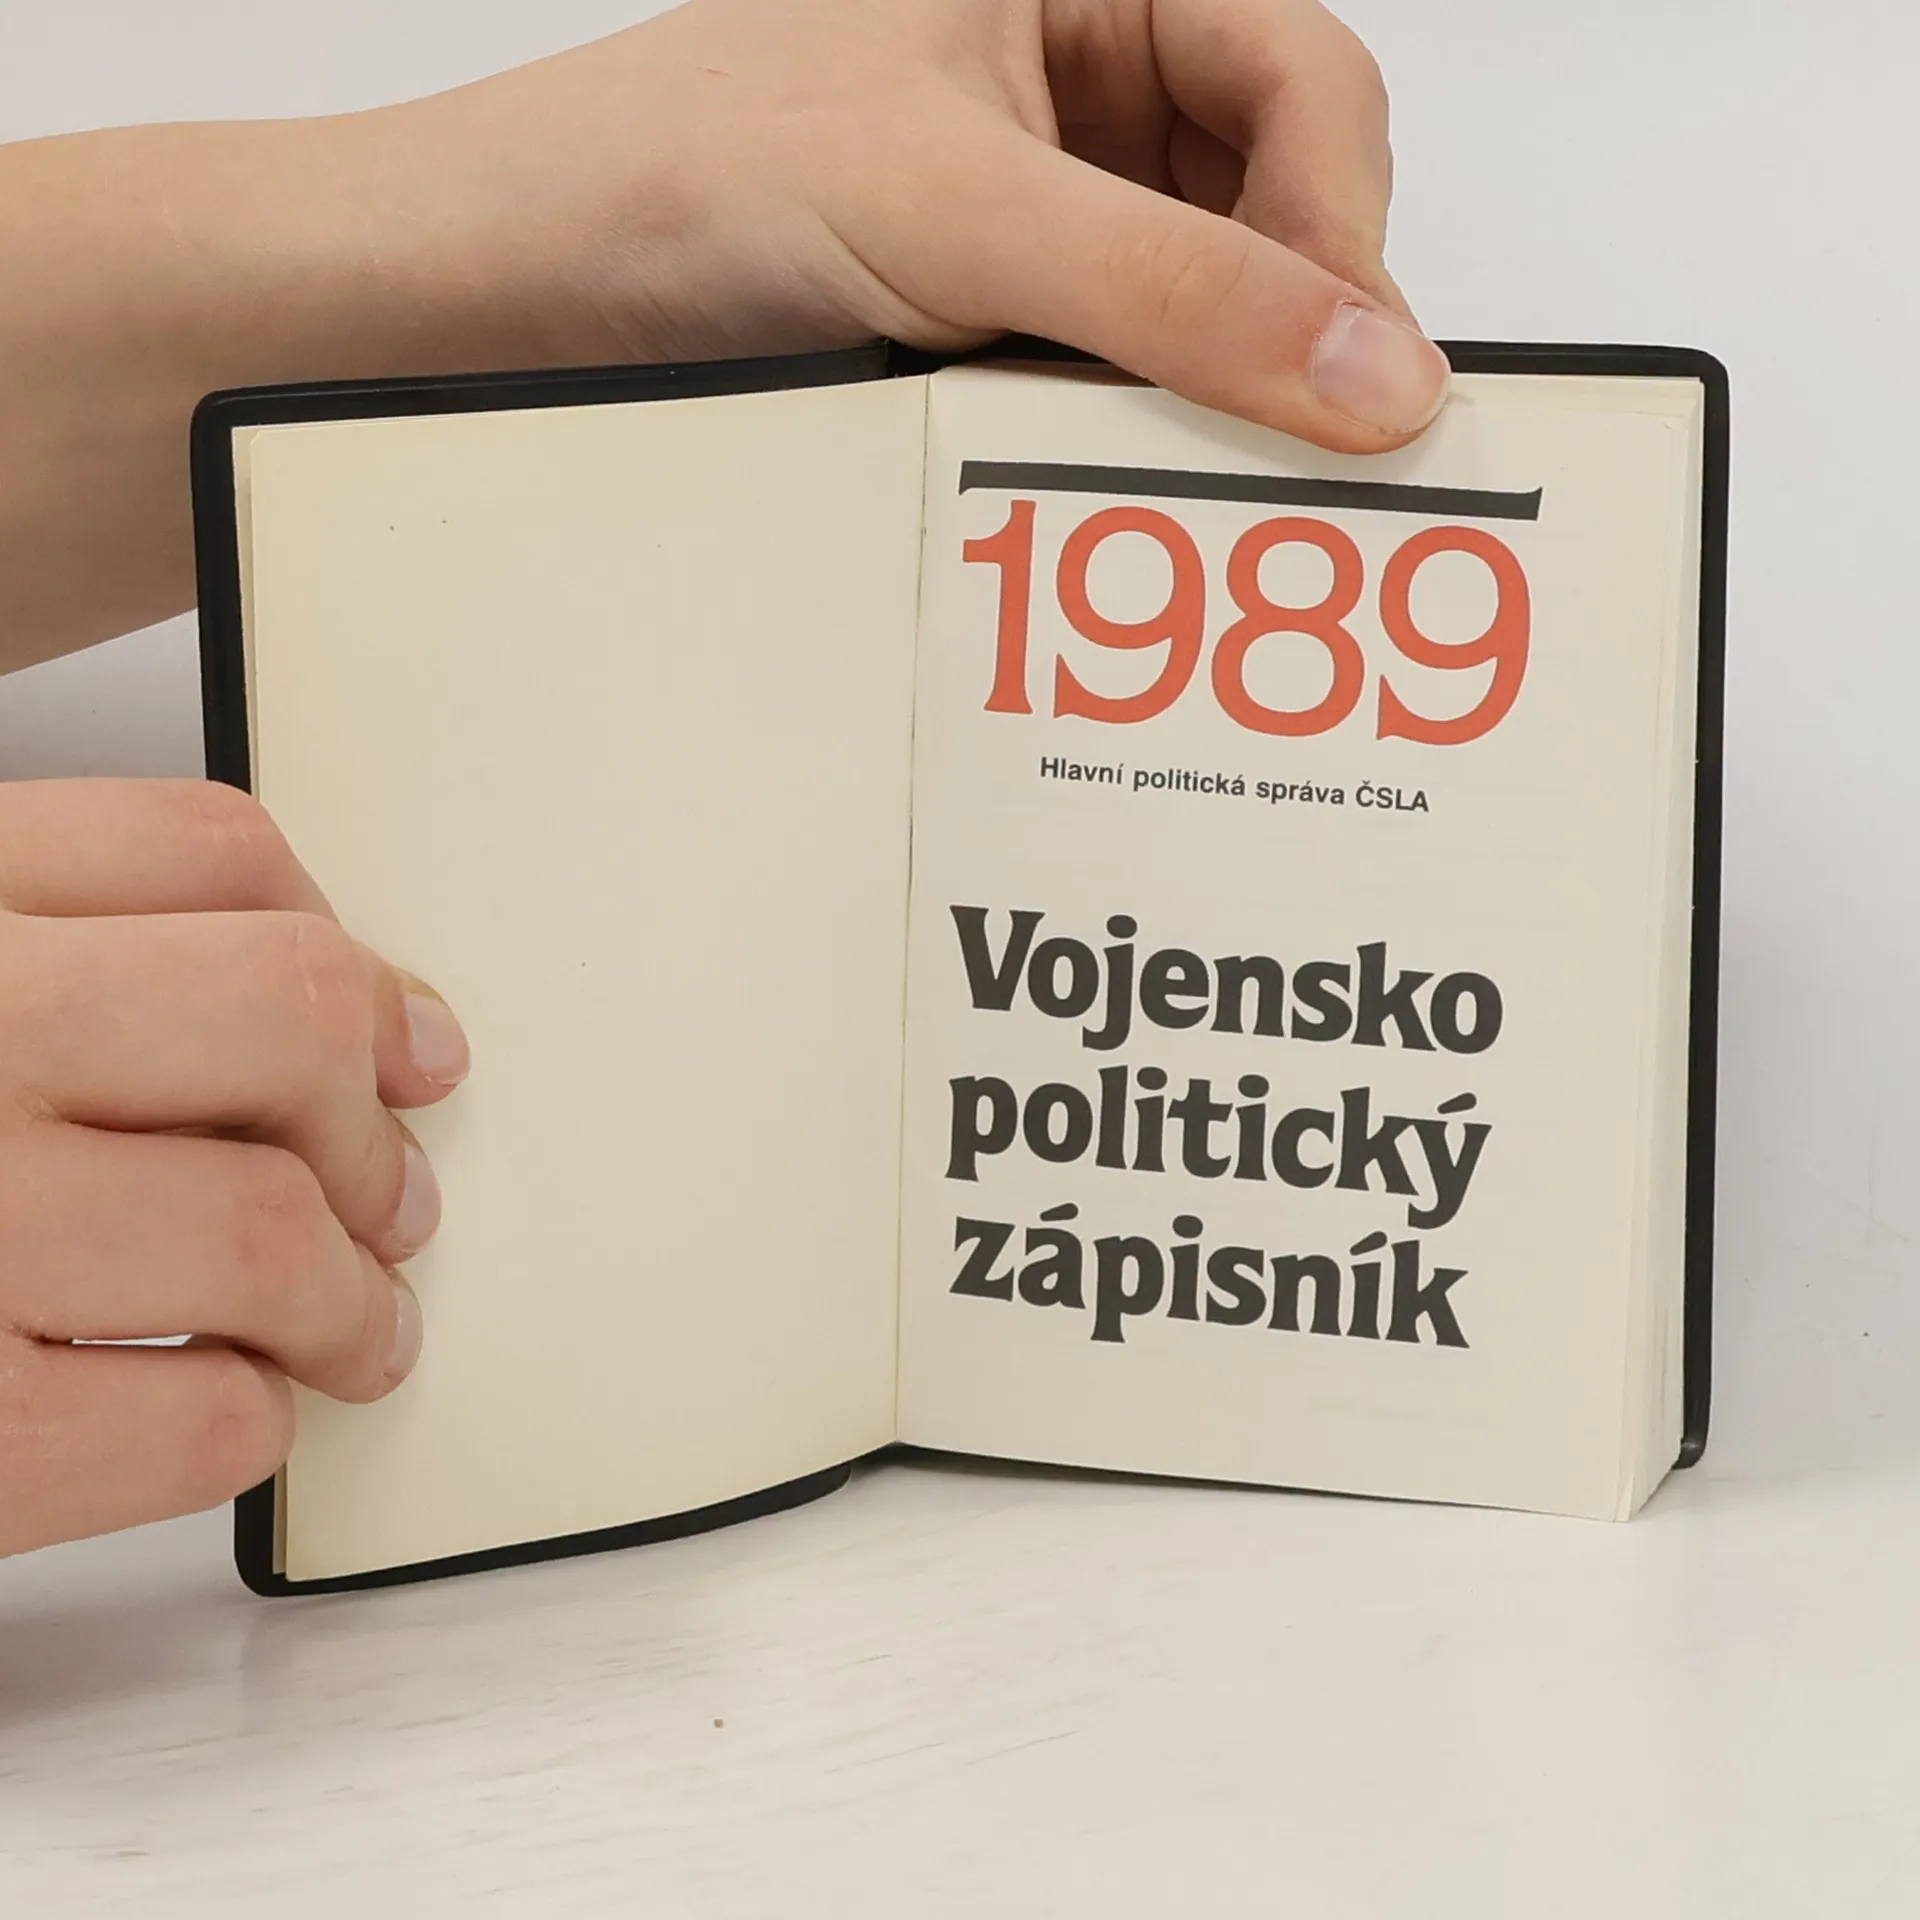 1989
Hlavní politická správa ČSLA
Vojensko
politický
zápisník